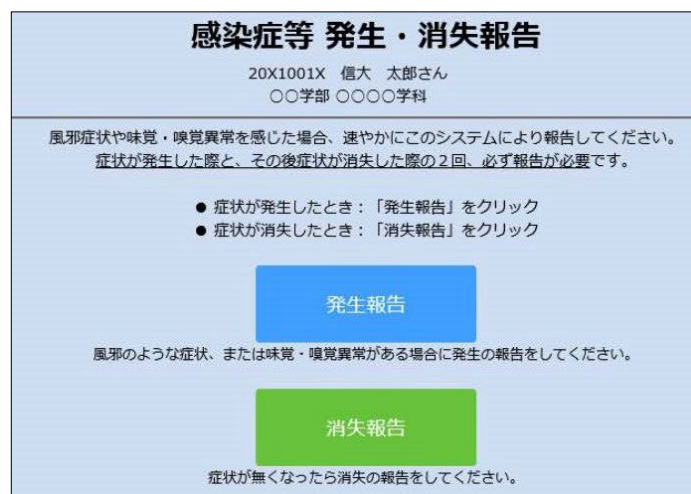 感染症等 発生・消失報告
20X1001X　信大　太郎さん
○○学部 ○○○○学科
風邪症状や味覚・嗅覚異常を感じた場合、速やかにこのシステムにより報告してください。
症状が発生した際と、その後症状が消失した際の２回、必ず報告が必要です。
● 症状が発生したとき：「発生報告」をクリック
● 症状が消失したとき：「消失報告」をクリック
発生報告
風邪のような症状、または味覚・嗅覚異常がある場合に発生の報告をしてください。
消失報告
症状が無くなったら消失の報告をしてください。